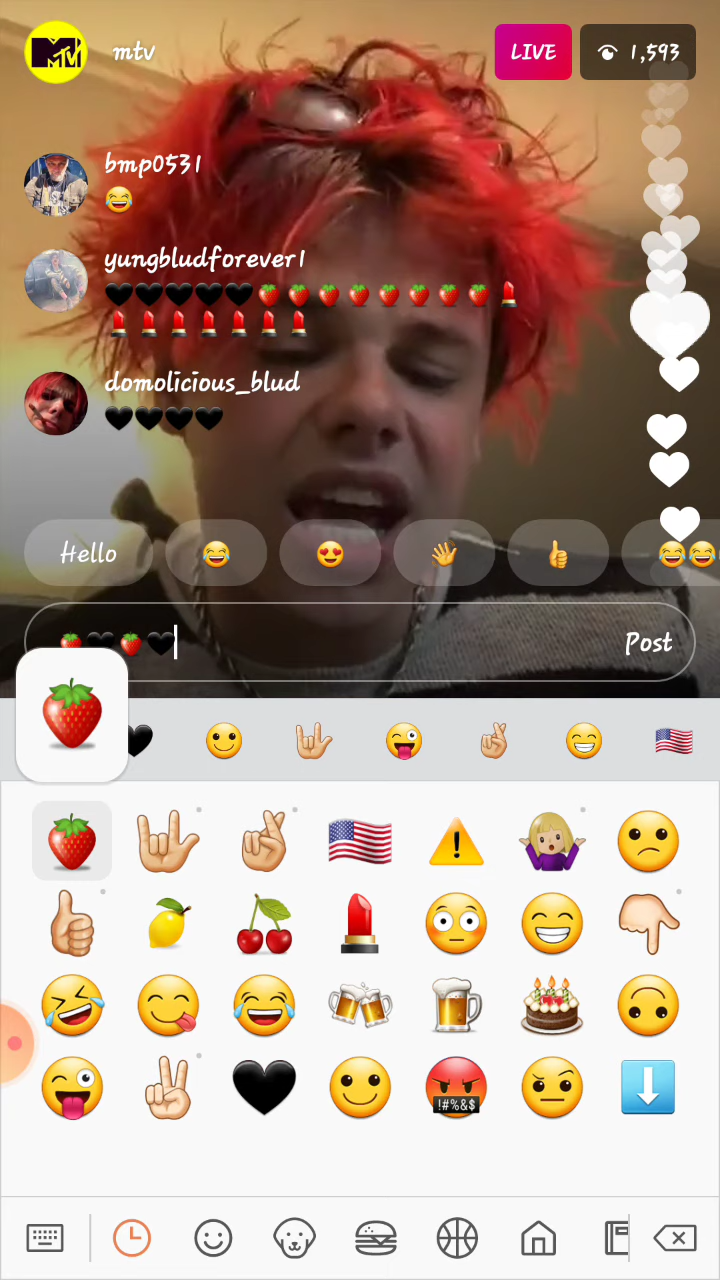 mtv
LIVE
1,593
bmp0531
😂
yungbludforever1
🖤🖤🖤🖤🖤🍓🍓🍓🍓🍓🍓🍓🍓💄
💄💄💄💄💄💄💄
domolicious_blud
🖤🖤🖤🖤
Hello
🍓🖤🍓🖤
Post
!#%&$